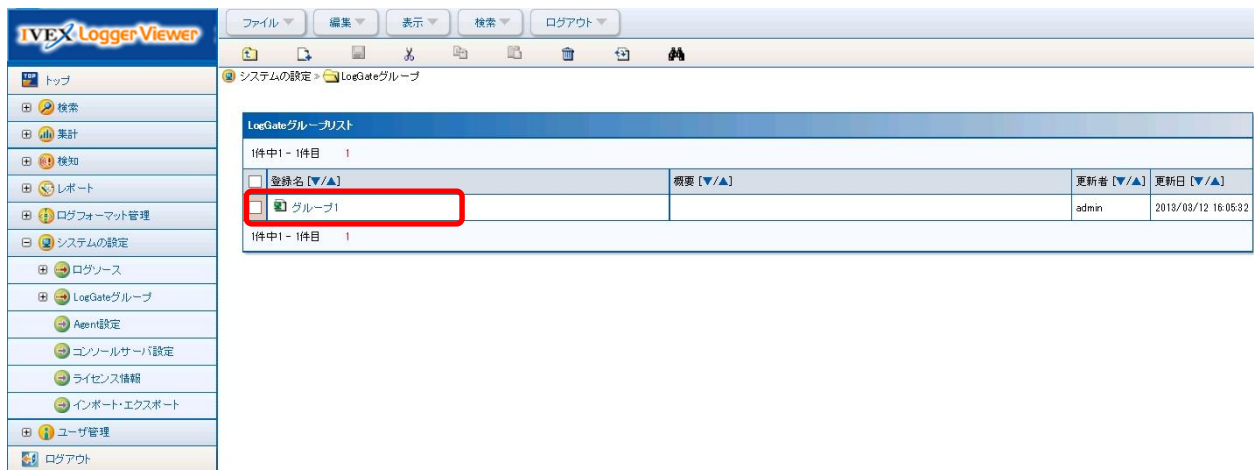 IVEX Logger Viewer
ファイル 編集 表示 検索 ログアウト
システムの設定 » LogGateグループ
TOP トップ
検索
集計
検知
レポート
ログフォーマット管理
システムの設定
ログソース
LogGateグループ
Agent設定
コンソールサーバ設定
ライセンス情報
インポート・エクスポート
ユーザ管理
ログアウト
LogGateグループリスト
1件中1 - 1件目 1
登録名 [▼/▲] 概要 [▼/▲] 更新者 [▼/▲] 更新日 [▼/▲]
グループ1 admin 2013/03/12 16:05:32
1件中1 - 1件目 1